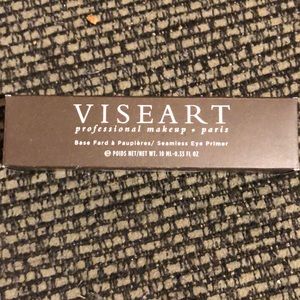 VISEART
professional makeup • paris
Base Fard à Paupières/ Seamless Eye Primer
℮ POIDS NET/NET WT. 10 ML-0.33 FL OZ